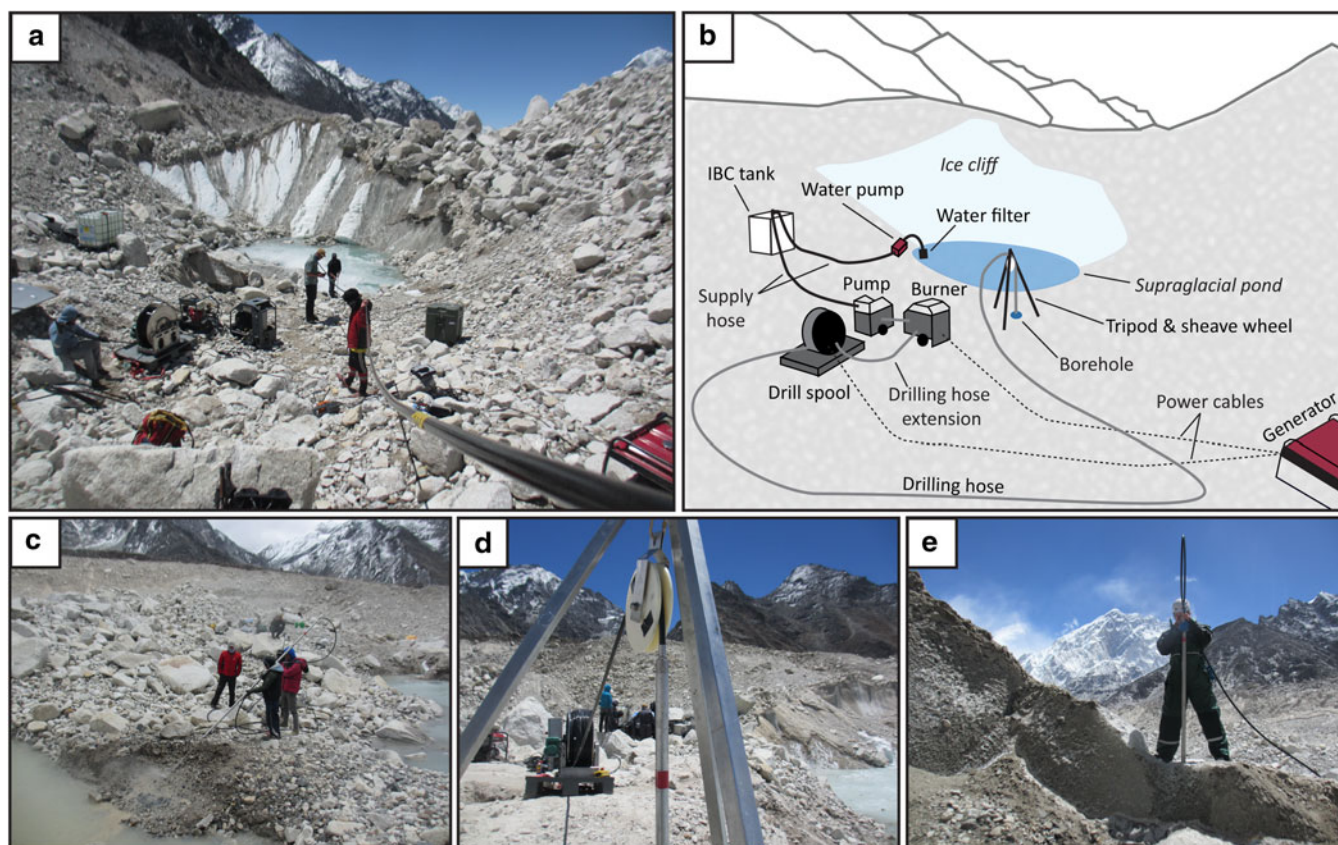 a
b
IBC tank
Water pump
Ice cliff
Water filter
Supply
hose
Pump
Burner
Supraglacial pond
Tripod & sheave wheel
Borehole
Drill spool
Drilling hose
extension
Power cables
Generator
Drilling hose
c
d
e